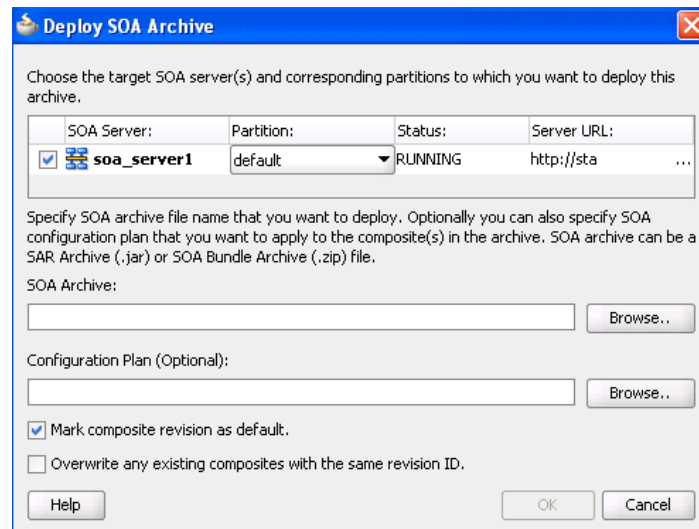 Deploy SOA Archive
Choose the target SOA server(s) and corresponding partitions to which you want to deploy this
archive.
SOA Server: Partition: Status: Server URL:
soa_server1 default RUNNING http://sta ...
Specify SOA archive file name that you want to deploy. Optionally you can also specify SOA
configuration plan that you want to apply to the composite(s) in the archive. SOA archive can be a
SAR Archive (.jar) or SOA Bundle Archive (.zip) file.
SOA Archive:
Browse..
Configuration Plan (Optional):
Browse..
Mark composite revision as default.
Overwrite any existing composites with the same revision ID.
Help OK Cancel